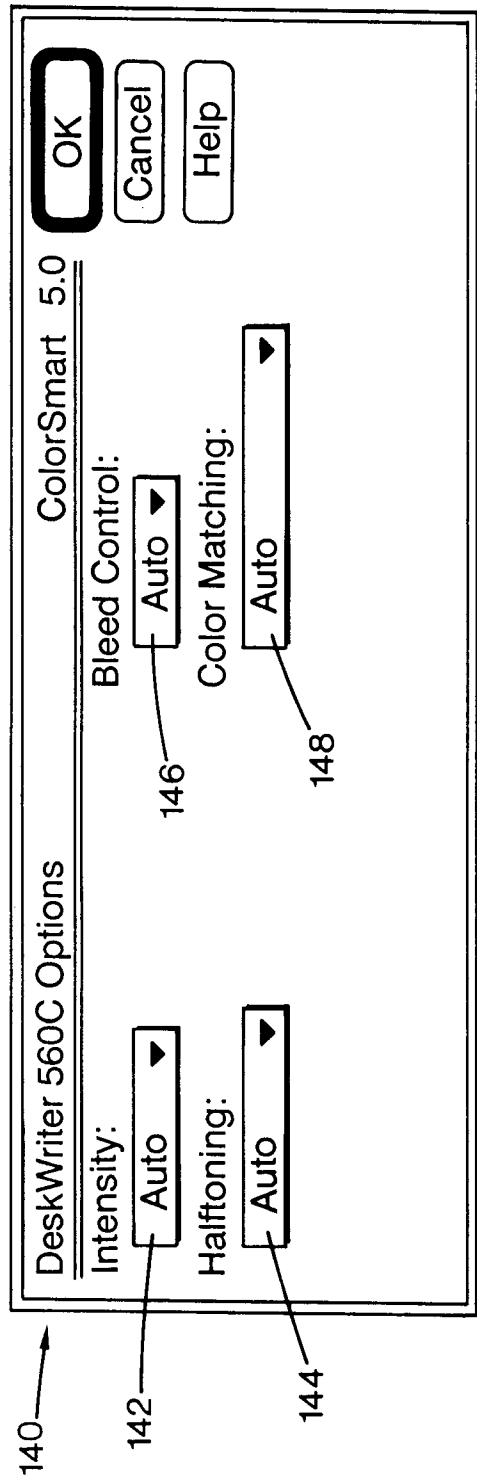 140
DeskWriter 560C Options ColorSmart 5.0
OK
Intensity: Bleed Control:
Cancel
142 Auto 146 Auto
Help
Halftoning: Color Matching:
144 Auto 148 Auto